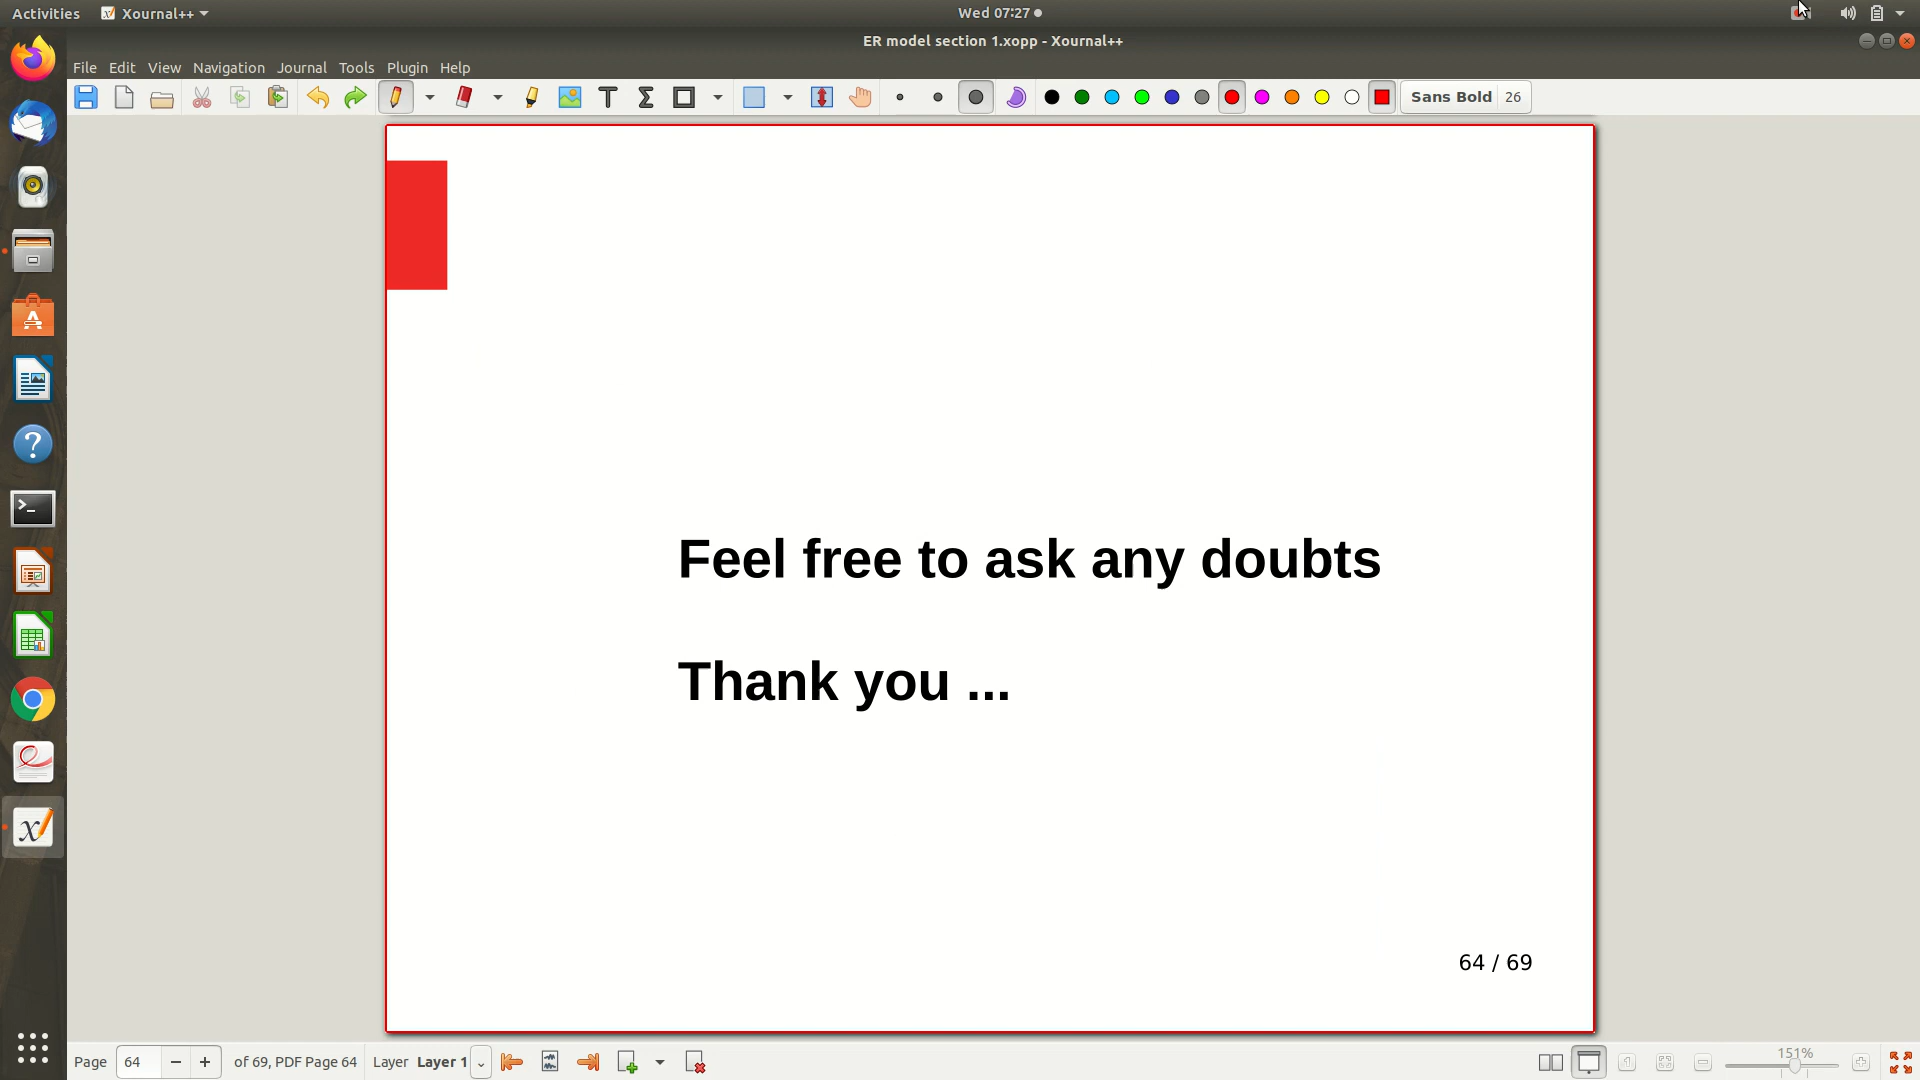 Activities Xournal++ Wed 07:27
ER model section 1.xopp - Xournal++
File Edit View Navigation Journal Tools Plugin Help
Sans Bold 26
Feel free to ask any doubts
Thank you ...
64 / 69
Page 64 of 69, PDF Page 64 Layer Layer 1 151%